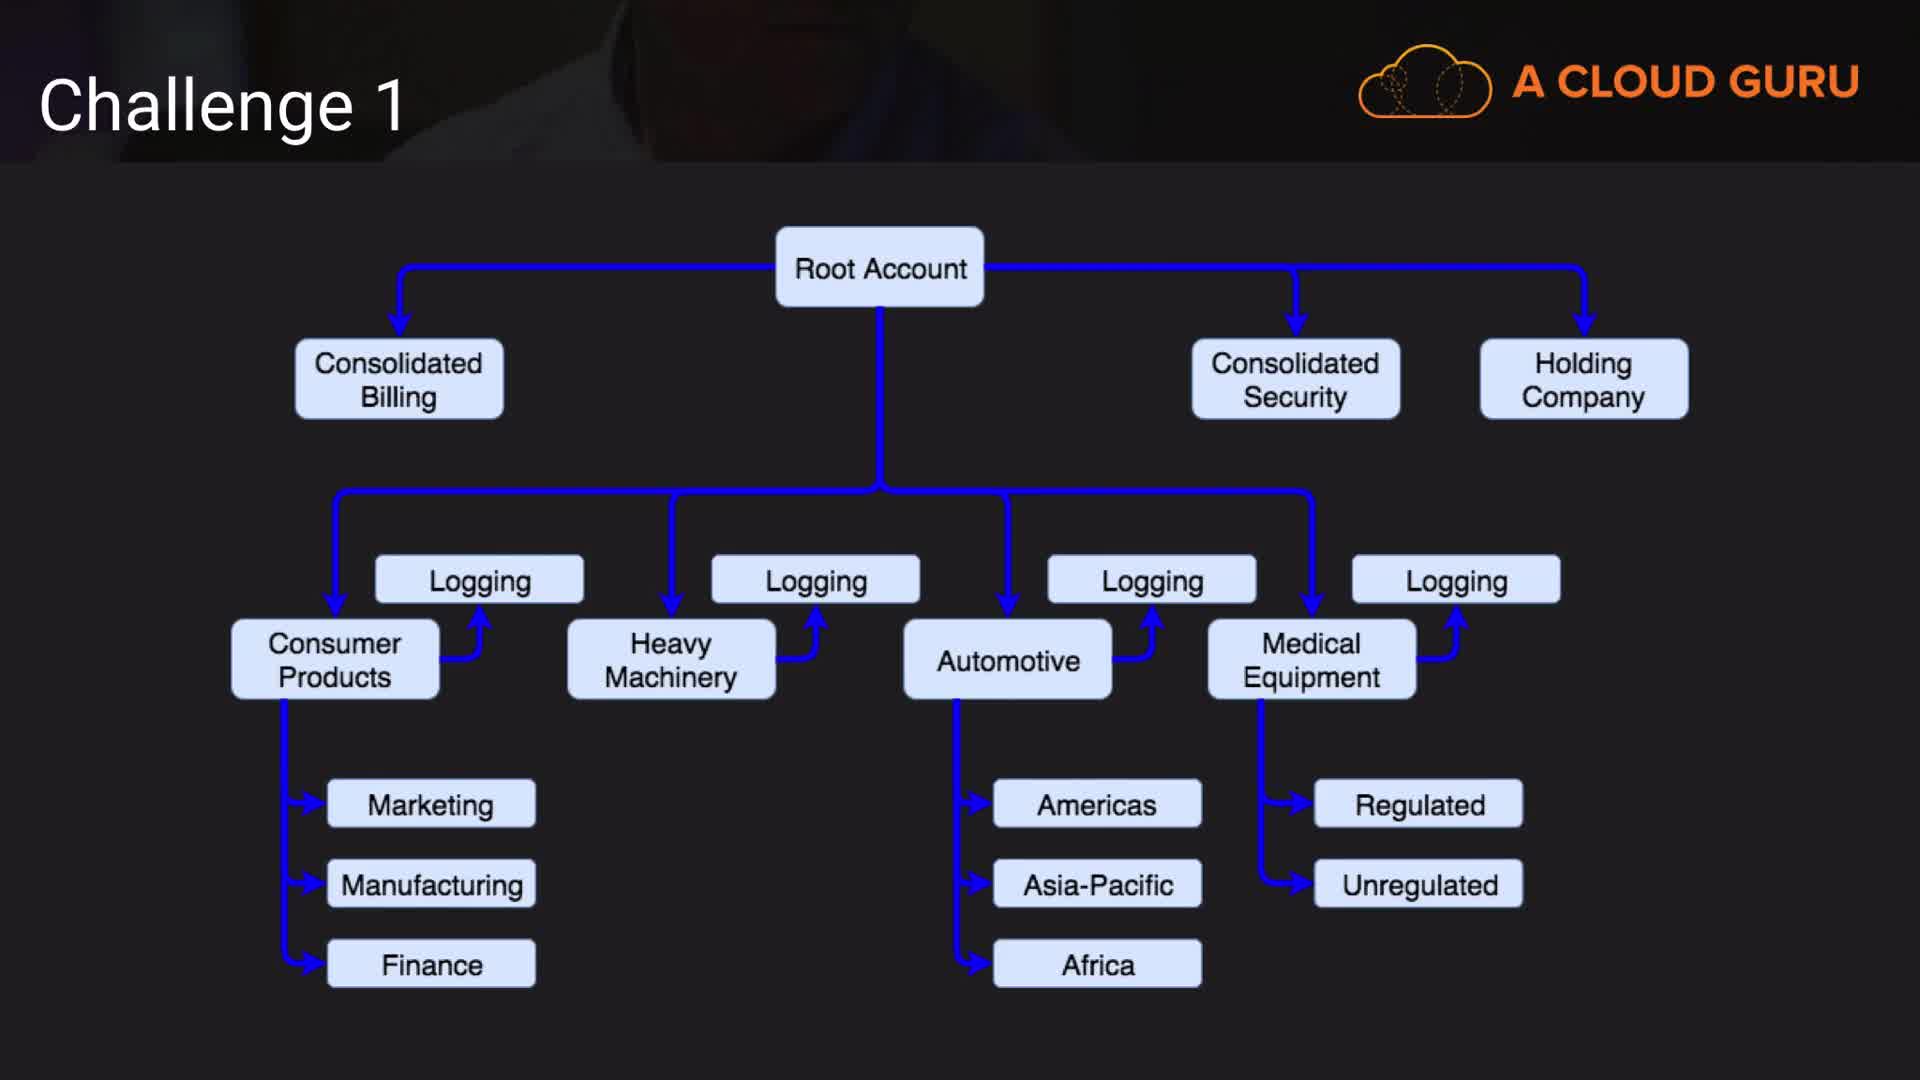 Challenge 1
A CLOUD GURU
Root Account
Consolidated
Billing
Consolidated
Security
Holding
Company
Logging
Logging
Logging
Logging
Consumer
Products
Heavy
Machinery
Automotive
Medical
Equipment
Marketing
Americas
Regulated
Manufacturing
Asia-Pacific
Unregulated
Finance
Africa